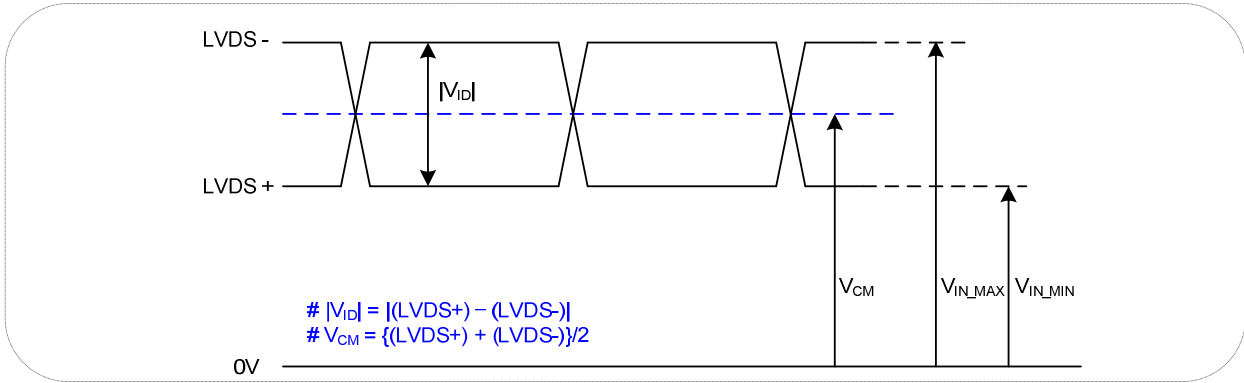 LVDS -
|VID|
LVDS +
VCM
VIN_MAX
VIN_MIN
# |VID| = |(LVDS+) – (LVDS-)|
# VCM = {(LVDS+) + (LVDS-)}/2
0V